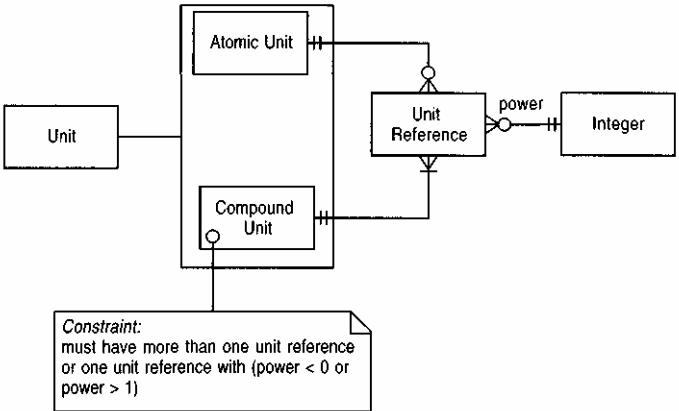 Atomic Unit
Unit
Unit
Reference
power
Integer
Compound
Unit
Constraint:
must have more than one unit reference
or one unit reference with (power < 0 or
power > 1)